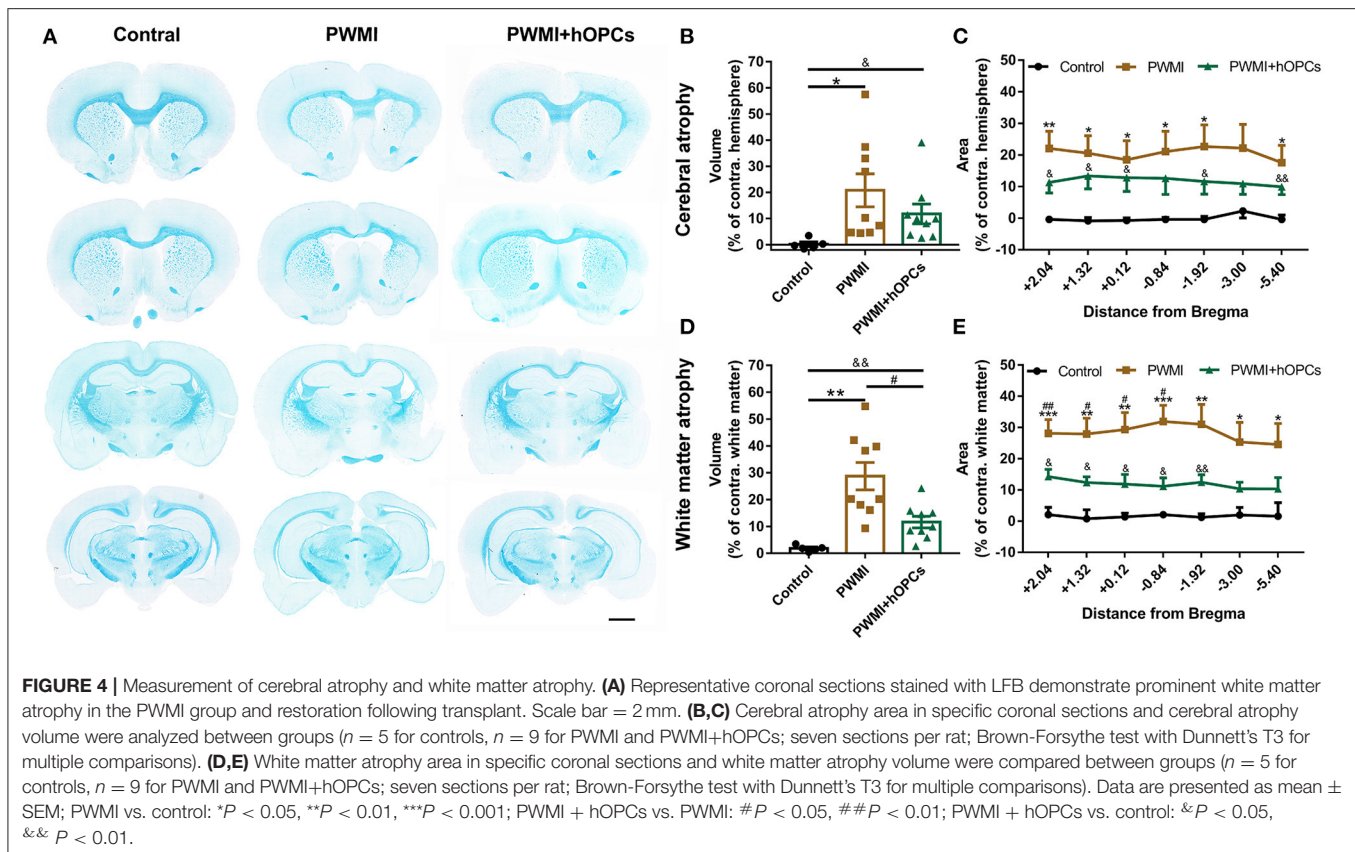 A
Contral
PWMI
PWMI+hOPCs
B
Cerebral atrophy
Volume
(% of contra. hemisphere)
70
60
50
40
30
20
10
0
&
*
Control
PWMI
PWMI+hOPCs
C
Control PWMI PWMI+hOPCs
Area
(% of contra. hemisphere)
50
40
30
20
10
0
-10
** * * * * *
& & & & &&
+2.04 +1.32 +0.12 -0.84 -1.92 -3.00 -5.40
Distance from Bregma
D
White matter atrophy
Volume
(% of contra. white matter)
70
60
50
40
30
20
10
0
&&
** #
Control
PWMI
PWMI+hOPCs
E
Control PWMI PWMI+hOPCs
Area
(% of contra. white matter)
50
40
30
20
10
0
-10
## # # #
*** ** ** *** ** * *
& & & & &&
+2.04 +1.32 +0.12 -0.84 -1.92 -3.00 -5.40
Distance from Bregma
FIGURE 4 | Measurement of cerebral atrophy and white matter atrophy. (A) Representative coronal sections stained with LFB demonstrate prominent white matter
atrophy in the PWMI group and restoration following transplant. Scale bar = 2 mm. (B,C) Cerebral atrophy area in specific coronal sections and cerebral atrophy
volume were analyzed between groups (n = 5 for controls, n = 9 for PWMI and PWMI+hOPCs; seven sections per rat; Brown-Forsythe test with Dunnett's T3 for
multiple comparisons). (D,E) White matter atrophy area in specific coronal sections and white matter atrophy volume were compared between groups (n = 5 for
controls, n = 9 for PWMI and PWMI+hOPCs; seven sections per rat; Brown-Forsythe test with Dunnett's T3 for multiple comparisons). Data are presented as mean ±
SEM; PWMI vs. control: *P < 0.05, **P < 0.01, ***P < 0.001; PWMI + hOPCs vs. PWMI: #P < 0.05, ##P < 0.01; PWMI + hOPCs vs. control: &P < 0.05,
&& P < 0.01.